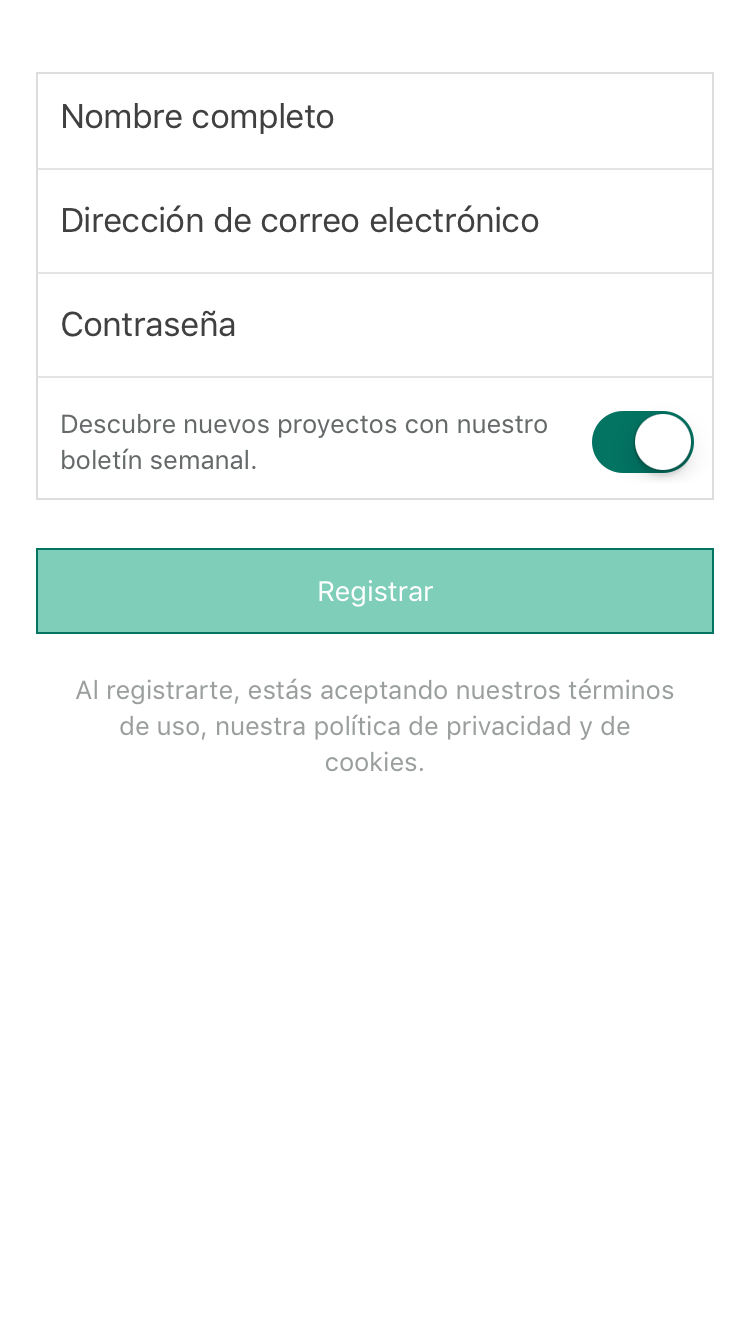 Nombre completo
Dirección de correo electrónico
Contraseña
Descubre nuevos proyectos con nuestro
boletín semanal.
Registrar
Al registrarte, estás aceptando nuestros términos
de uso, nuestra política de privacidad y de
cookies.